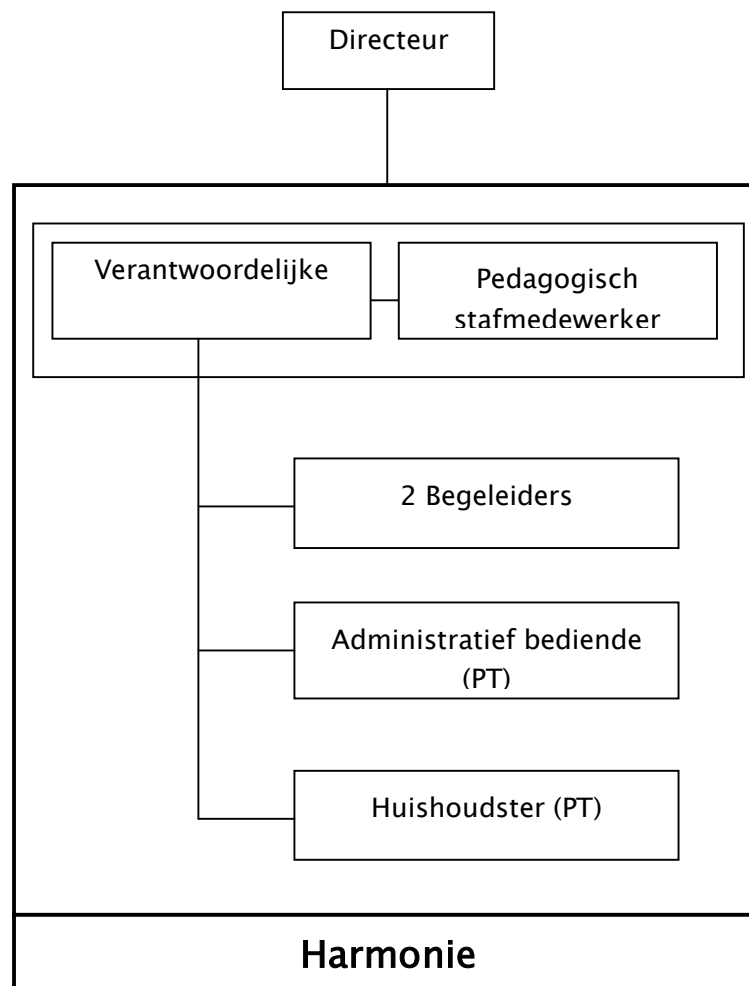 Directeur
Verantwoordelijke
Pedagogisch
stafmedewerker
2 Begeleiders
Administratief bediende
(PT)
Huishoudster (PT)
Harmonie